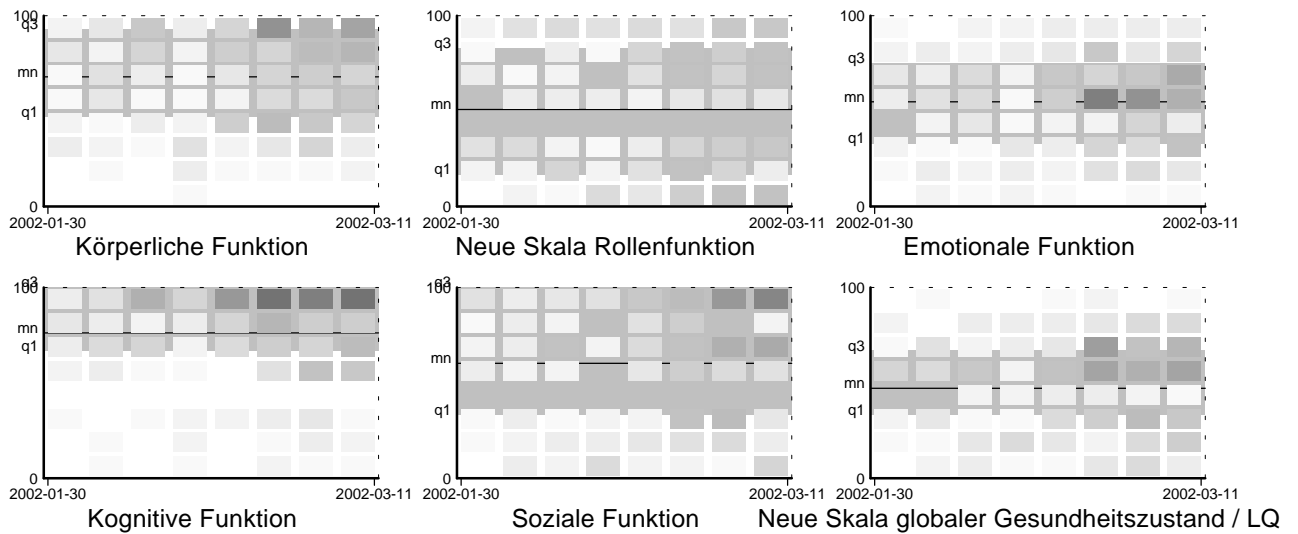 100
q3
mn
q1
0
2002-01-30
2002-03-11
Körperliche Funktion
100
q3
mn
q1
0
2002-01-30
2002-03-11
Neue Skala Rollenfunktion
100
q3
mn
q1
0
2002-01-30
2002-03-11
Emotionale Funktion
q3
100
mn
q1
0
2002-01-30
2002-03-11
Kognitive Funktion
q3
100
mn
q1
0
2002-01-30
2002-03-11
Soziale Funktion
100
q3
mn
q1
0
2002-01-30
2002-03-11
Neue Skala globaler Gesundheitszustand / LQ